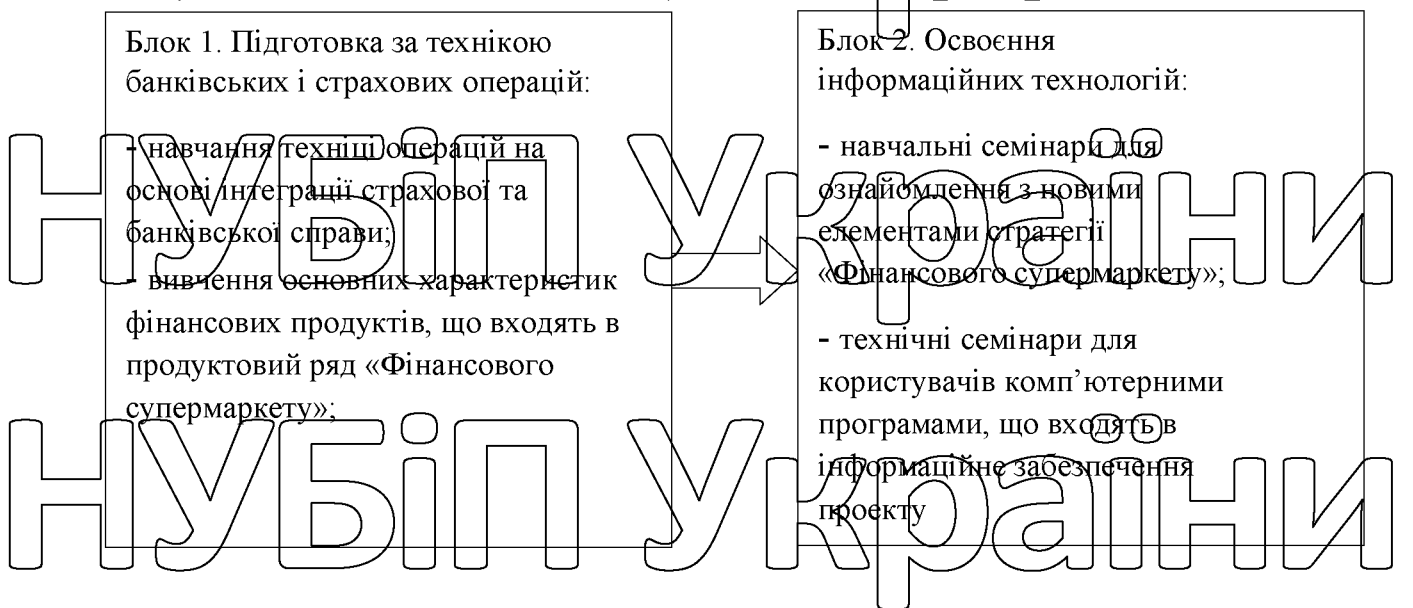 Блок 1. Підготовка за технікою
банківських і страхових операцій:
- навчання техніці операцій на
основі інтеграції страхової та
банківської справи;
- вивчення основних характеристик
фінансових продуктів, що входять в
продуктовий ряд «Фінансового
супермаркету»;
Блок 2. Освоєння
інформаційних технологій:
- навчальні семінари для
ознайомлення з новими
елементами стратегії
«Фінансового супермаркету»;
- технічні семінари для
користувачів комп’ютерними
програмами, що входять в
інформаційне забезпечення
проекту
НУБіП України
НУБіП України